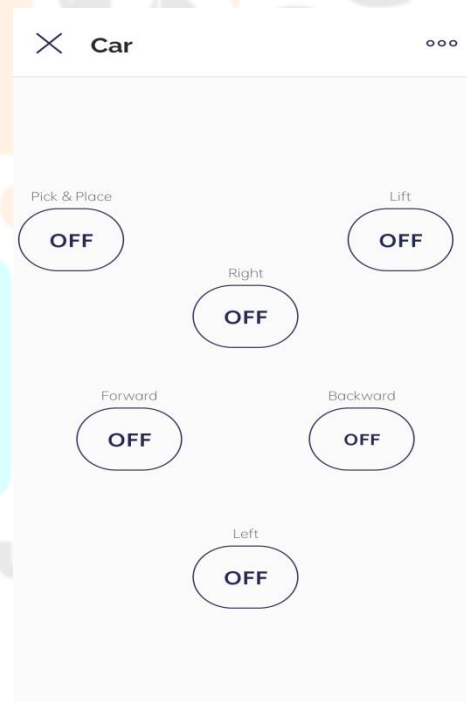 Car
Pick & Place
Lift
OFF
OFF
Right
OFF
Forward
Backward
OFF
OFF
Left
OFF